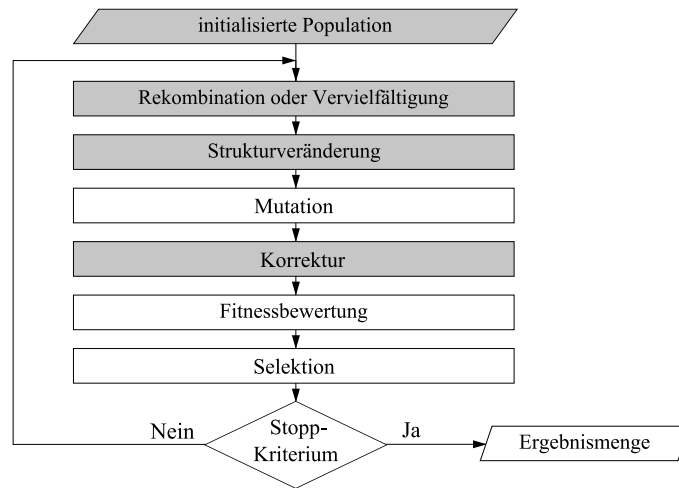 initialisierte Population
Rekombination oder Vervielfältigung
Strukturveränderung
Mutation
Korrektur
Fitnessbewertung
Selektion
Nein
Stopp-
Kriterium
Ja
Ergebnismenge